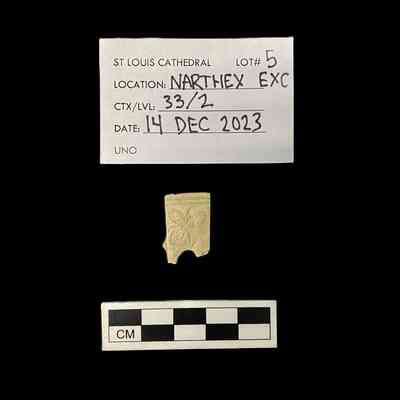 ST LOUIS CATHEDRAL LOT# 5
LOCATION: NARTHEX EXC
CTX/LVL: 33/2
DATE: 14 DEC 2023
UNO
CM